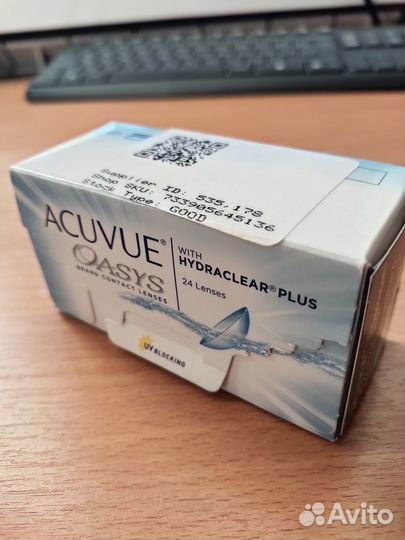 Supplier ID: 535.178
Shop SKU:
733905645136
Stock Type: GOOD
ACUVUE®
OASYS
BRAND CONTACT LENSES
WITH
HYDRACLEAR® PLUS
24 Lenses
UV BLOCKING
Avito